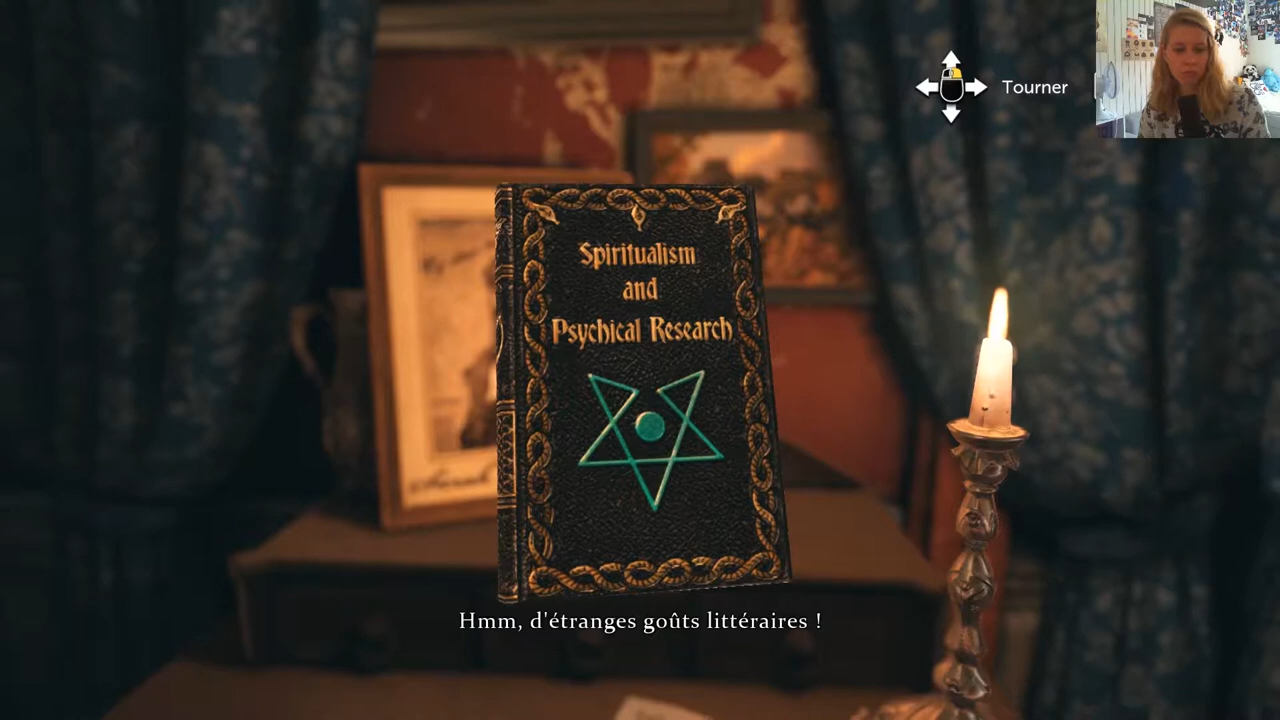 Tourner
Spiritualism
and
Psychical Research
Hmm, d'étranges goûts littéraires !